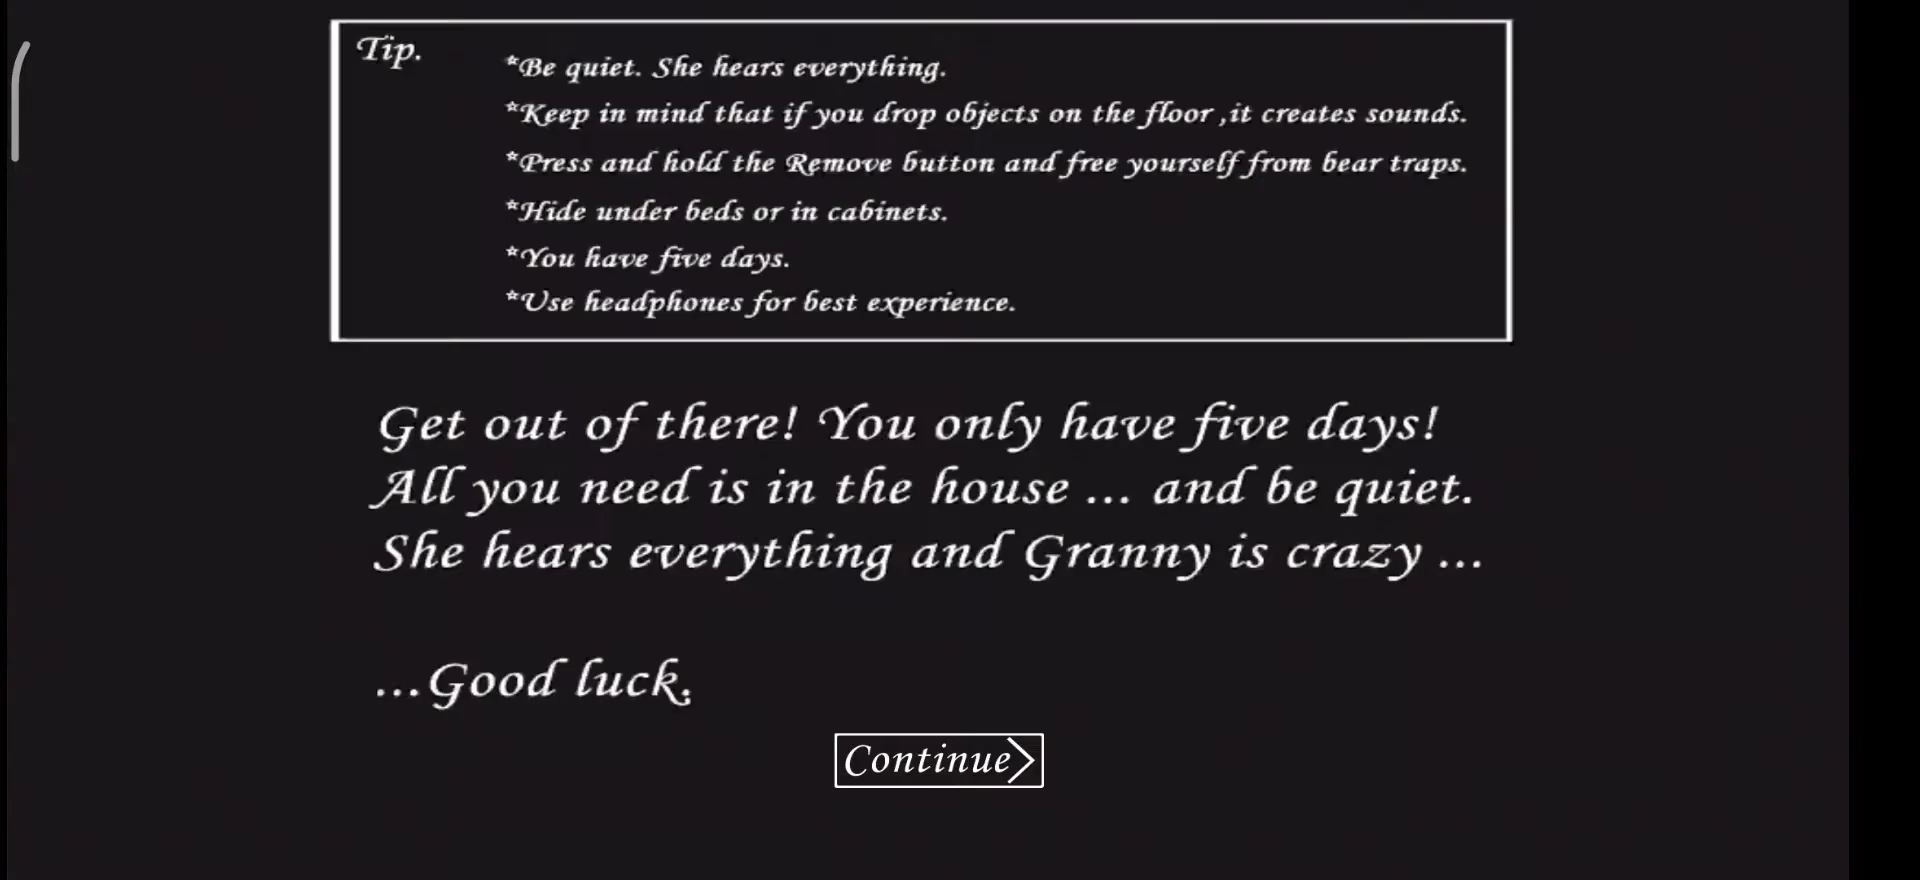 Tip.
*Be quiet. She hears everything.
*Keep in mind that if you drop objects on the floor ,it creates sounds.
*Press and hold the Remove button and free yourself from bear traps.
*Hide under beds or in cabinets.
*You have five days.
*Use headphones for best experience.
Get out of there! You only have five days!
All you need is in the house ... and be quiet.
She hears everything and Granny is crazy ...
...Good luck.
Continue